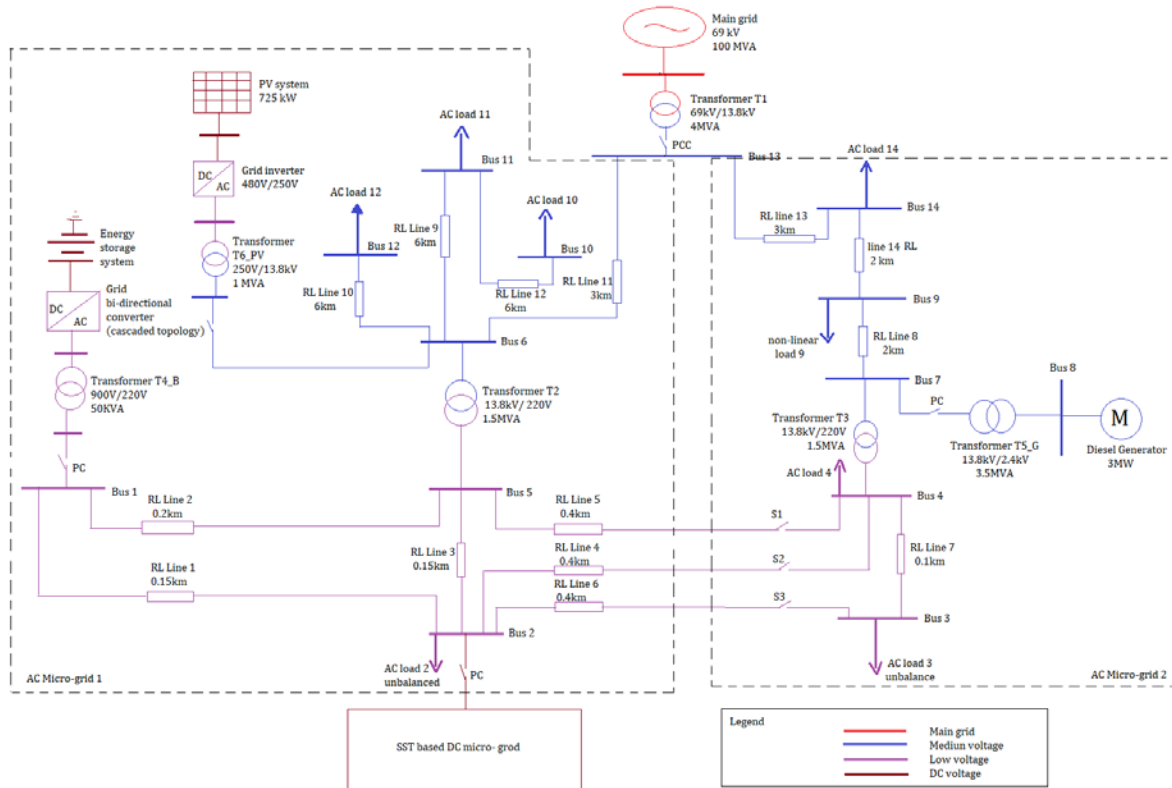 Main grid
69 kV
100 MVA
PV system
725 kW
Transformer T1
69kV/13.8kV
4MVA
AC load 11
PCC
Bus 13
AC load 14
Bus 11
Grid inverter
480V/250V
DC
AC
AC load 12
AC load 10
Bus 14
RL line 13
3km
RL Line 9
6km
Energy
storage
system
Transformer
T6_PV
250V/13.8kV
1 MVA
Bus 12
Bus 10
line 14 RL
2 km
RL Line 11
3km
RL Line 10
6km
RL Line 12
6km
Grid
bi-directional
converter
(cascaded topology)
DC
AC
Bus 9
non-linear
load 9
RL Line 8
2km
Bus 6
Bus 8
Bus 7
PC
M
Diesel Generator
3MW
Transformer T4_B
900V/220V
50KVA
Transformer T2
13.8kV/ 220V
1.5MVA
Transformer T3
13.8kV/220V
1.5MVA
Transformer T5_G
13.8kV/2.4kV
3.5MVA
PC
AC load 4
Bus 1
Bus 5
Bus 4
RL Line 2
0.2km
RL Line 5
0.4km
S1
RL Line 3
0.15km
RL Line 4
0.4km
S2
RL Line 7
0.1km
RL Line 1
0.15km
RL Line 6
0.4km
S3
Bus 2
Bus 3
AC load 2
unbalanced
PC
AC load 3
unbalance
AC Micro-grid 1
AC Micro-grid 2
SST based DC micro- grod
Legend
Main grid
Mediun voltage
Low voltage
DC voltage